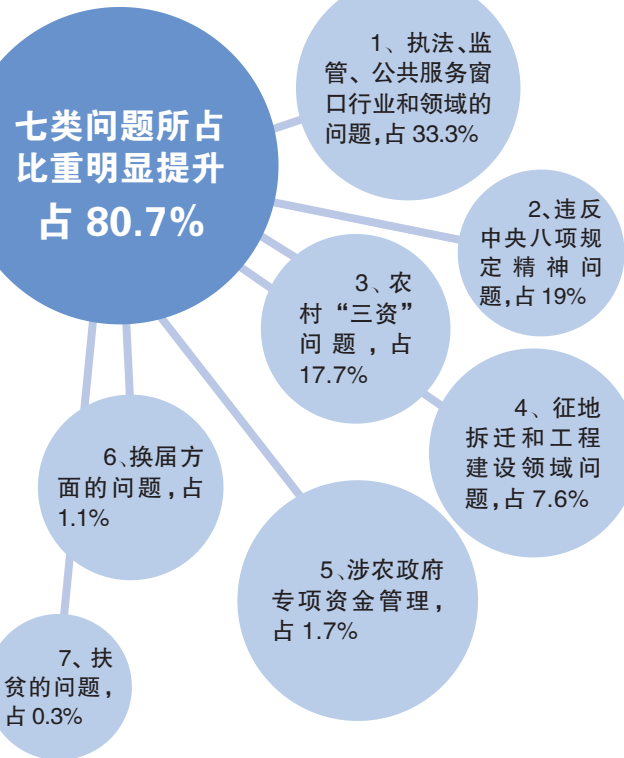 七类问题所占
比重明显提升
占 80.7%
1、执法、监
管、公共服务窗
口行业和领域的
问题,占 33.3%
2、违反
中央八项规
定精神问
题,占 19%
3、农
村“三资”
问题,占
17.7%
4、征地
拆迁和工程
建设领域问
题,占 7.6%
5、涉农政府
专项资金管理,
占 1.7%
6、换届方
面的问题,占
1.1%
7、扶
贫的问题,
占 0.3%